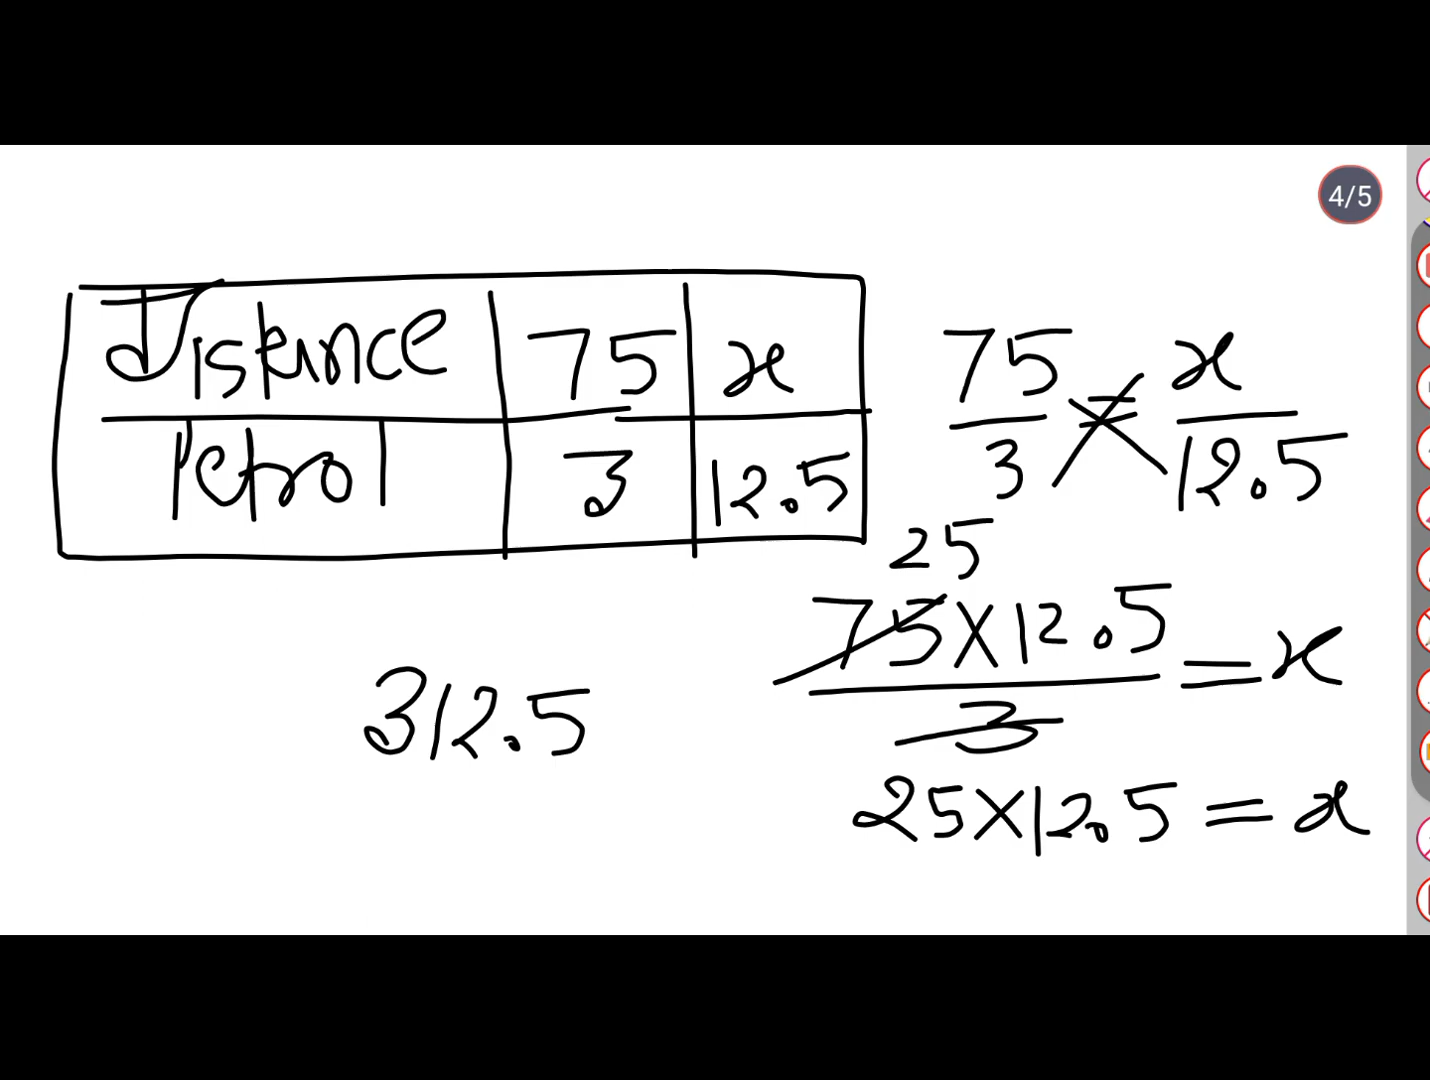 4/5
Distance 75 x
Petrol 3 12.5
75/3 = x/12.5
25
75×12.5/3 = x
312.5
25×12.5 = x